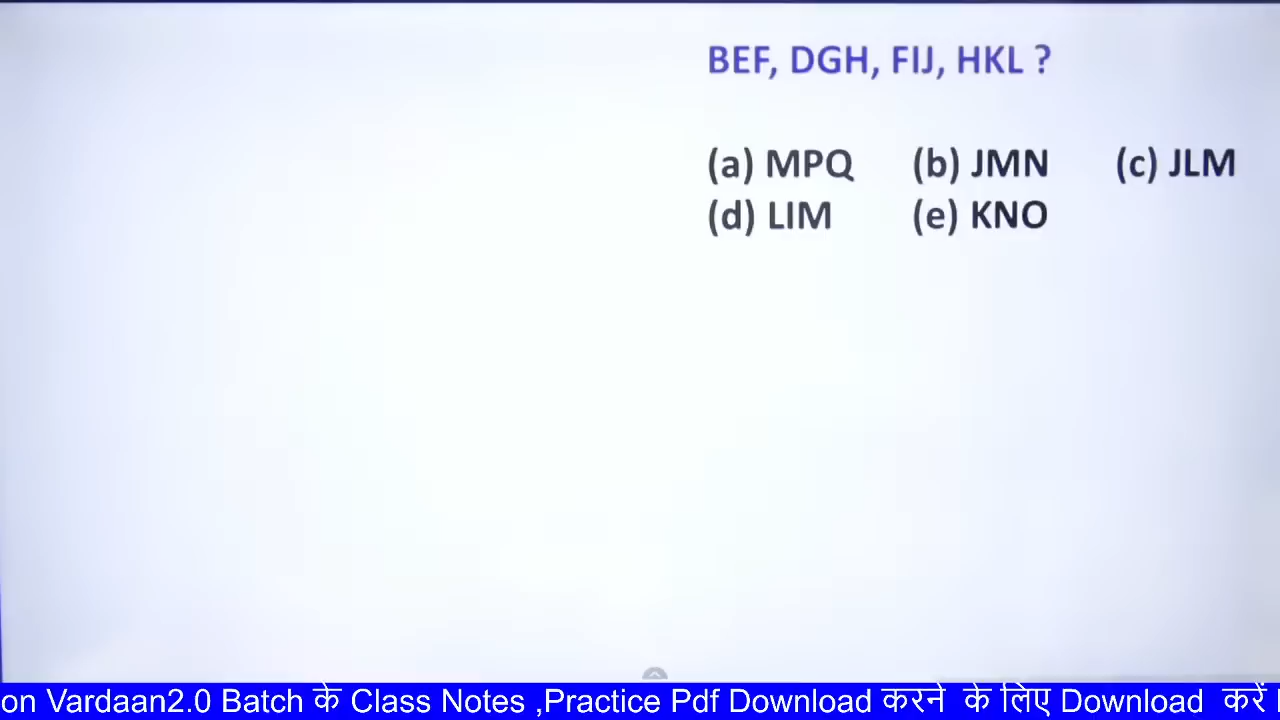 BEF, DGH, FIJ, HKL ?
(a) MPQ (b) JMN (c) JLM
(d) LIM (e) KNO
on Vardaan2.0 Batch के Class Notes ,Practice Pdf Download करने के लिए Download करें